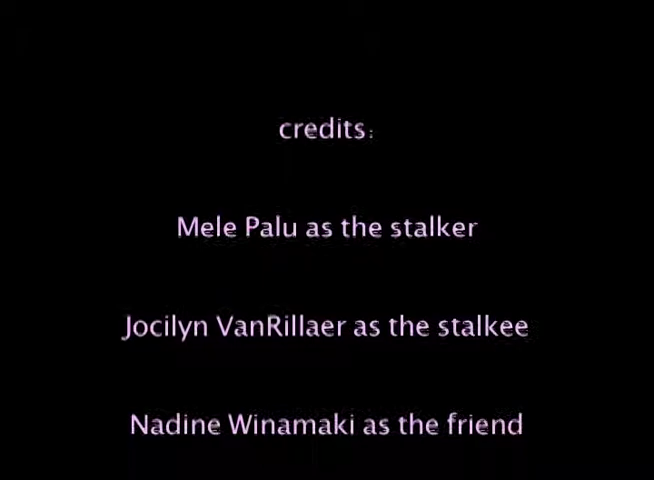 credits:
Mele Palu as the stalker
Jocilyn VanRillaer as the stalkee
Nadine Winamaki as the friend